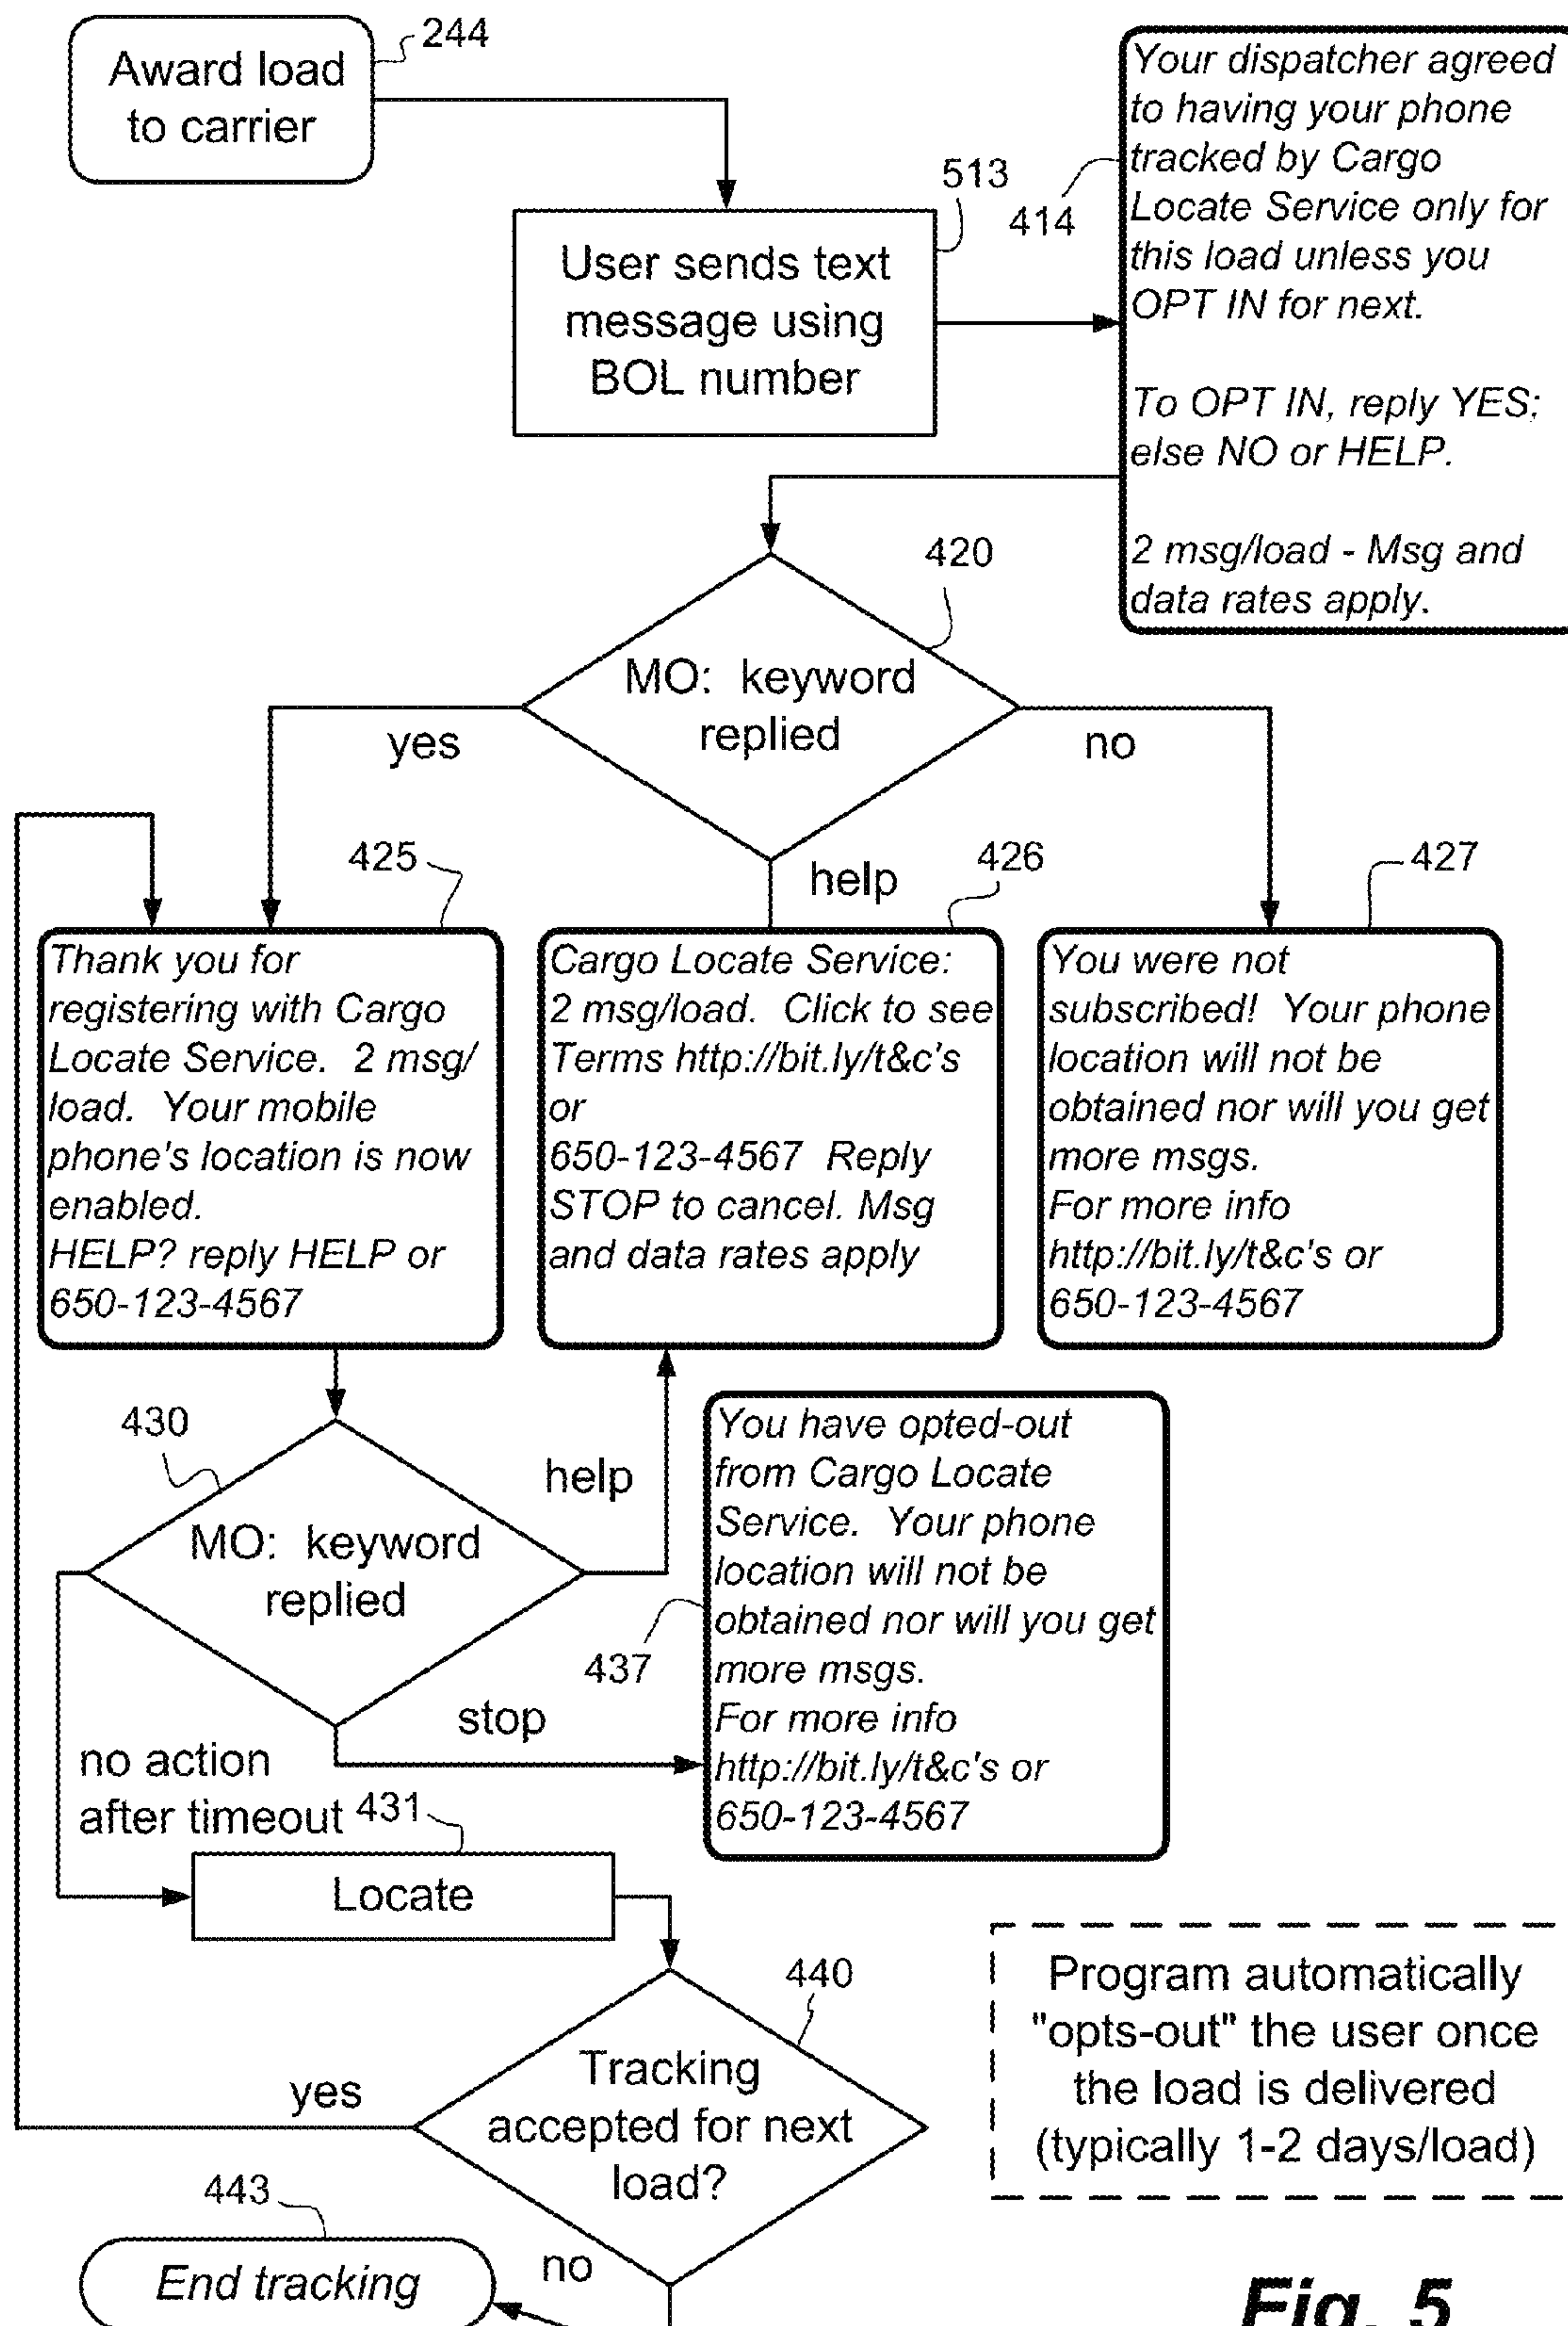 Award load
to carrier
244
User sends text
message using
BOL number
513
414
Your dispatcher agreed
to having your phone
tracked by Cargo
Locate Service only for
this load unless you
OPT IN for next.
To OPT IN, reply YES;
else NO or HELP.
2 msg/load - Msg and
data rates apply.
420
MO: keyword
replied
yes
no
help
425
426
427
Thank you for
registering with Cargo
Locate Service. 2 msg/
load. Your mobile
phone's location is now
enabled.
HELP? reply HELP or
650-123-4567
Cargo Locate Service:
2 msg/load. Click to see
Terms http://bit.ly/t&c's
or
650-123-4567 Reply
STOP to cancel. Msg
and data rates apply
You were not
subscribed! Your phone
location will not be
obtained nor will you get
more msgs.
For more info
http://bit.ly/t&c's or
650-123-4567
430
MO: keyword
replied
help
stop
no action
after timeout
437
You have opted-out
from Cargo Locate
Service. Your phone
location will not be
obtained nor will you get
more msgs.
For more info
http://bit.ly/t&c's or
650-123-4567
431
Locate
440
Tracking
accepted for next
load?
yes
no
443
End tracking
Program automatically
"opts-out" the user once
the load is delivered
(typically 1-2 days/load)
Fig. 5